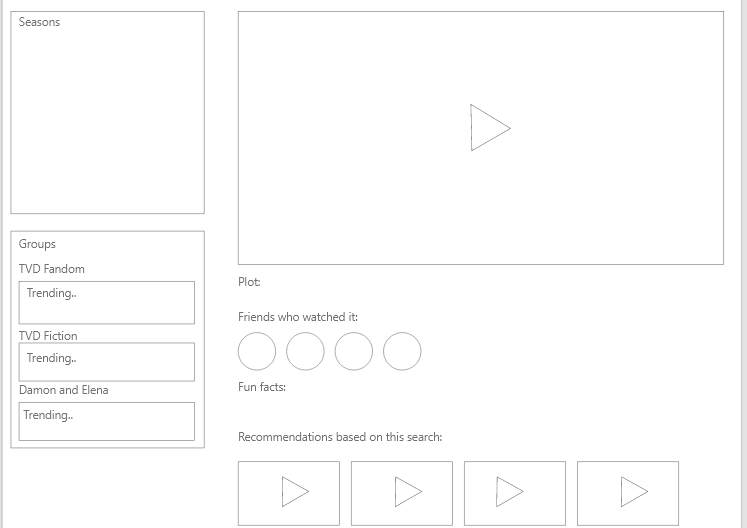 Seasons
Groups
TVD Fandom
Trending..
TVD Fiction
Trending..
Damon and Elena
Trending..
Plot:
Friends who watched it:
Fun facts:
Recommendations based on this search: